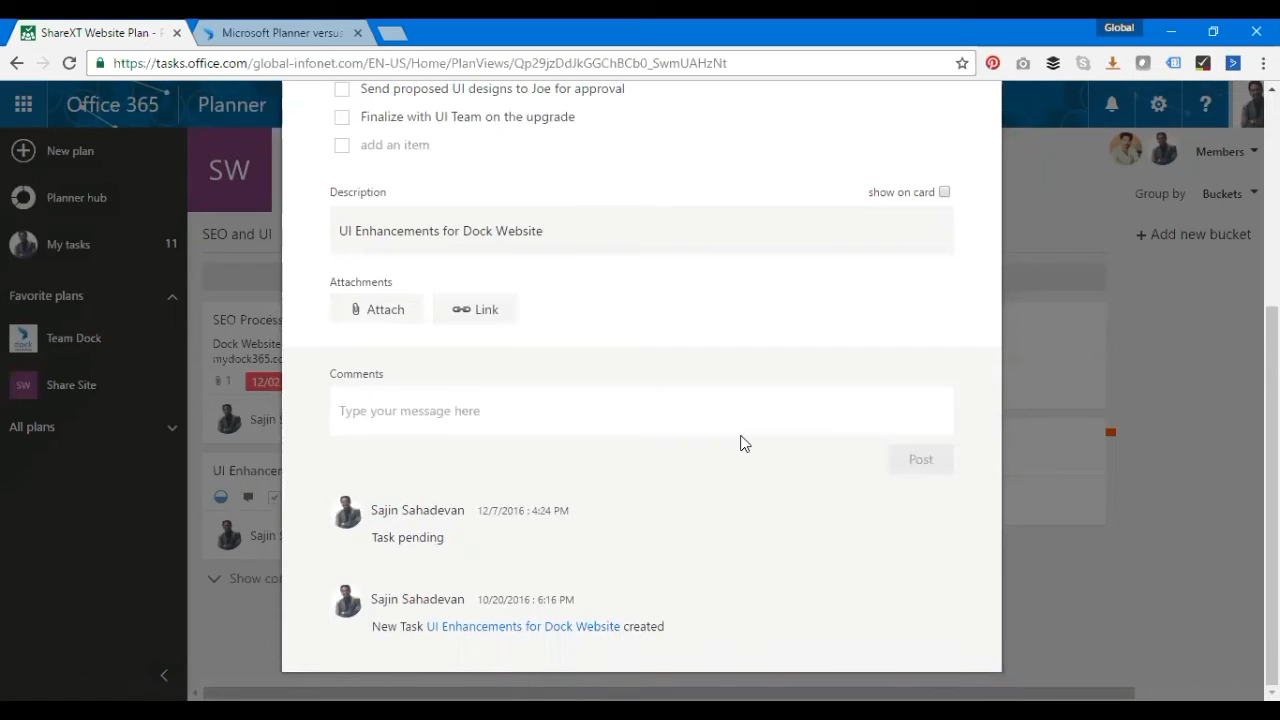 ShareXT Website Plan - P
Microsoft Planner versus
Global
https://tasks.office.com/global-infonet.com/EN-US/Home/PlanViews/Qp29jzDdJkGGChBCb0_SwmUAHzNt
Office 365
Planner
?
New plan
Planner hub
My tasks 11
Favorite plans
Team Dock
SW Share Site
All plans
SW
SEO and UI
SEO Process
Dock Website
mydock365.co
1 12/02
Sajin
UI Enhancem
Sajin
Show com
Send proposed UI designs to Joe for approval
Finalize with UI Team on the upgrade
add an item
Description show on card
UI Enhancements for Dock Website
Attachments
Attach Link
Comments
Type your message here
Post
Sajin Sahadevan 12/7/2016 : 4:24 PM
Task pending
Sajin Sahadevan 10/20/2016 : 6:16 PM
New Task UI Enhancements for Dock Website created
Members
Group by Buckets
+ Add new bucket